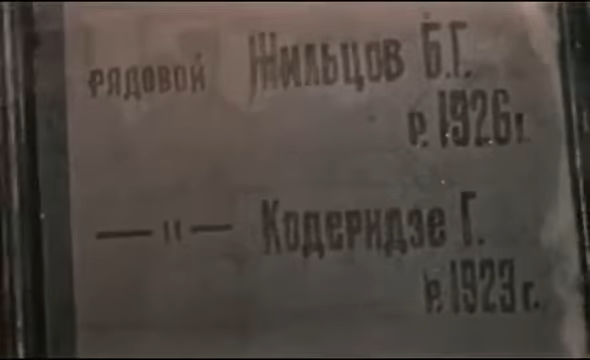 рядовой Жильцов Б.Г.
р. 1926 г.
—〃— Кодеридзе Г.
р. 1923 г.